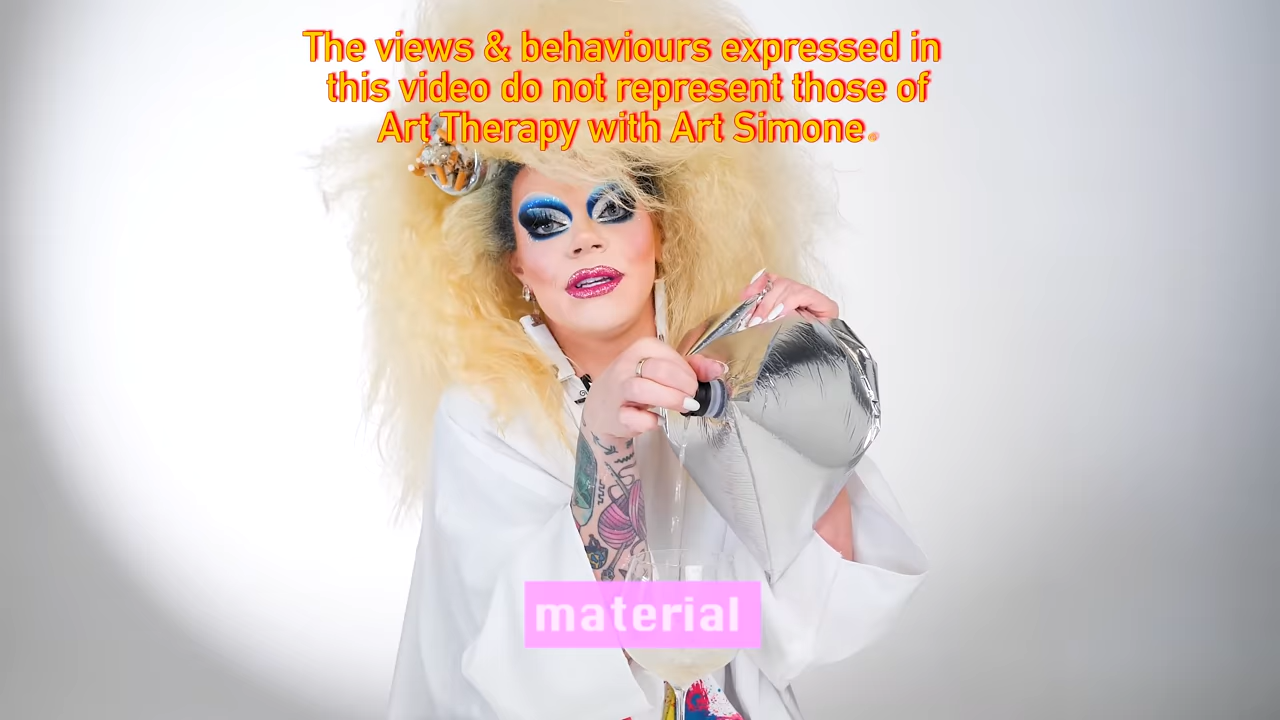 The views & behaviours expressed in
this video do not represent those of
Art Therapy with Art Simone.
material